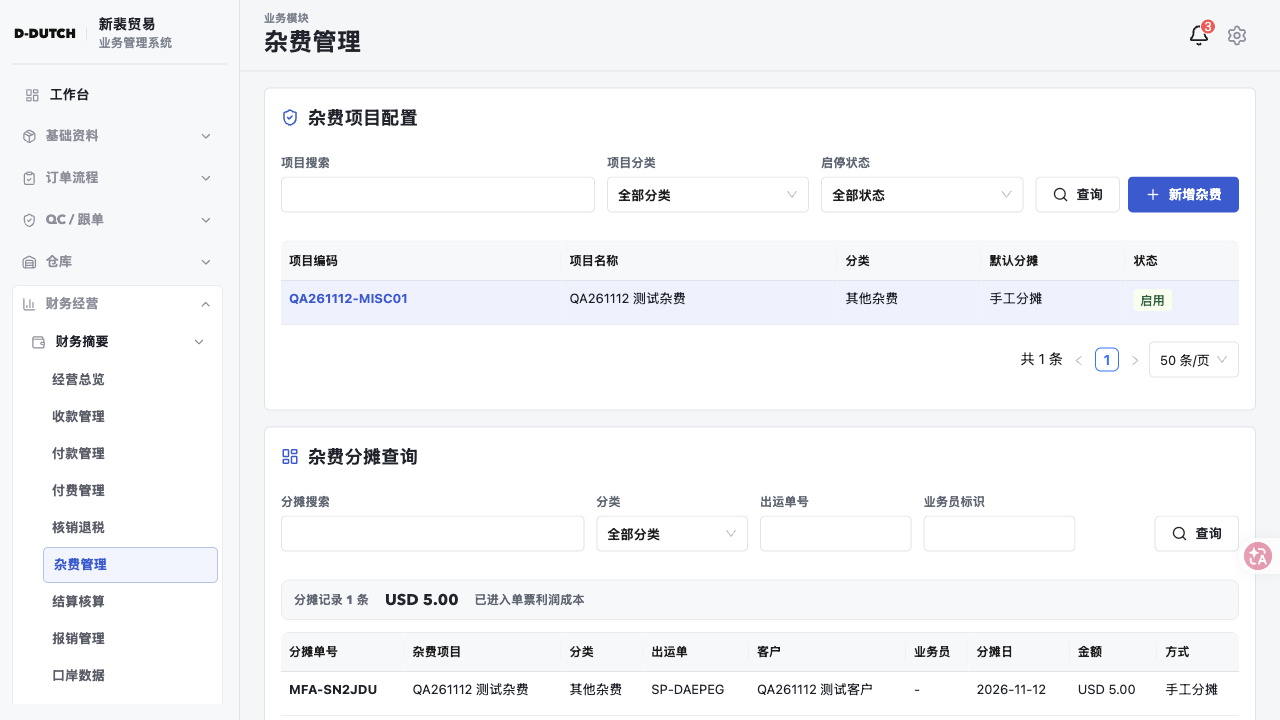 D-DUTCH
新裴贸易
业务管理系统
工作台
基础资料
订单流程
QC / 跟单
仓库
财务经营
财务摘要
经营总览
收款管理
付款管理
付费管理
核销退税
杂费管理
结算核算
报销管理
口岸数据
业务模块
杂费管理
3
杂费项目配置
项目搜索 项目分类 启停状态
全部分类 全部状态 查询 新增杂费
项目编码 项目名称 分类 默认分摊 状态
QA261112-MISC01 QA261112 测试杂费 其他杂费 手工分摊 启用
共 1 条 1 50 条/页
杂费分摊查询
分摊搜索 分类 出运单号 业务员标识
全部分类 查询
分摊记录 1 条 USD 5.00 已进入单票利润成本
分摊单号 杂费项目 分类 出运单 客户 业务员 分摊日 金额 方式
MFA-SN2JDU QA261112 测试杂费 其他杂费 SP-DAEPEG QA261112 测试客户 - 2026-11-12 USD 5.00 手工分摊